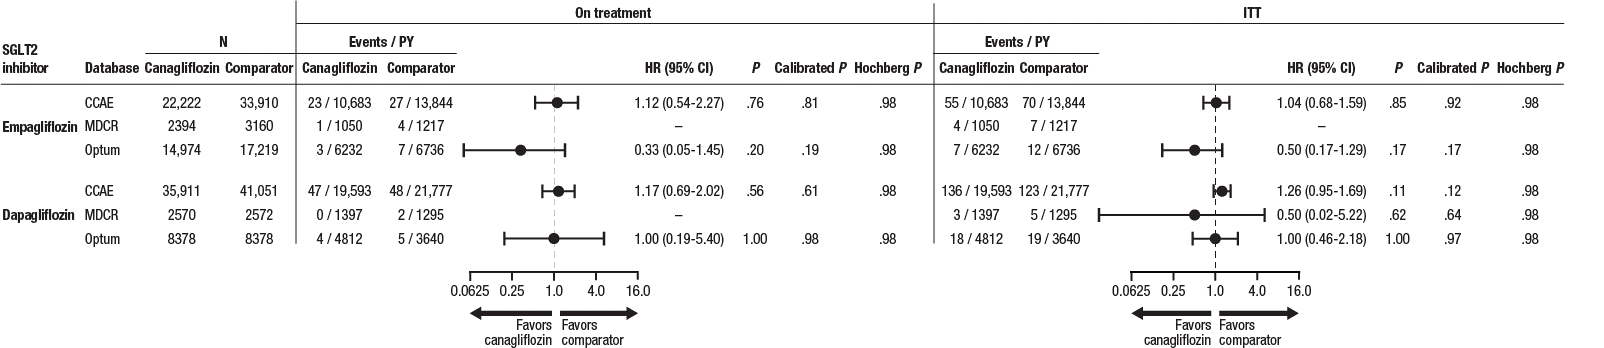 On treatment ITT
N Events / PY Events / PY
SGLT2
inhibitor Database Canagliflozin Comparator Canagliflozin Comparator HR (95% CI) P Calibrated P Hochberg P Canagliflozin Comparator HR (95% CI) P Calibrated P Hochberg P
CCAE 22,222 33,910 23 / 10,683 27 / 13,844 1.12 (0.54-2.27) .76 .81 .98 55 / 10,683 70 / 13,844 1.04 (0.68-1.59) .85 .92 .98
Empagliflozin MDCR 2394 3160 1 / 1050 4 / 1217 – 4 / 1050 7 / 1217 –
Optum 14,974 17,219 3 / 6232 7 / 6736 0.33 (0.05-1.45) .20 .19 .98 7 / 6232 12 / 6736 0.50 (0.17-1.29) .17 .17 .98
CCAE 35,911 41,051 47 / 19,593 48 / 21,777 1.17 (0.69-2.02) .56 .61 .98 136 / 19,593 123 / 21,777 1.26 (0.95-1.69) .11 .12 .98
Dapagliflozin MDCR 2570 2572 0 / 1397 2 / 1295 – 3 / 1397 5 / 1295 0.50 (0.02-5.22) .62 .64 .98
Optum 8378 8378 4 / 4812 5 / 3640 1.00 (0.19-5.40) 1.00 .98 .98 18 / 4812 19 / 3640 1.00 (0.46-2.18) 1.00 .97 .98
0.0625 0.25 1.0 4.0 16.0 0.0625 0.25 1.0 4.0 16.0
Favors Favors Favors Favors
canagliflozin comparator canagliflozin comparator